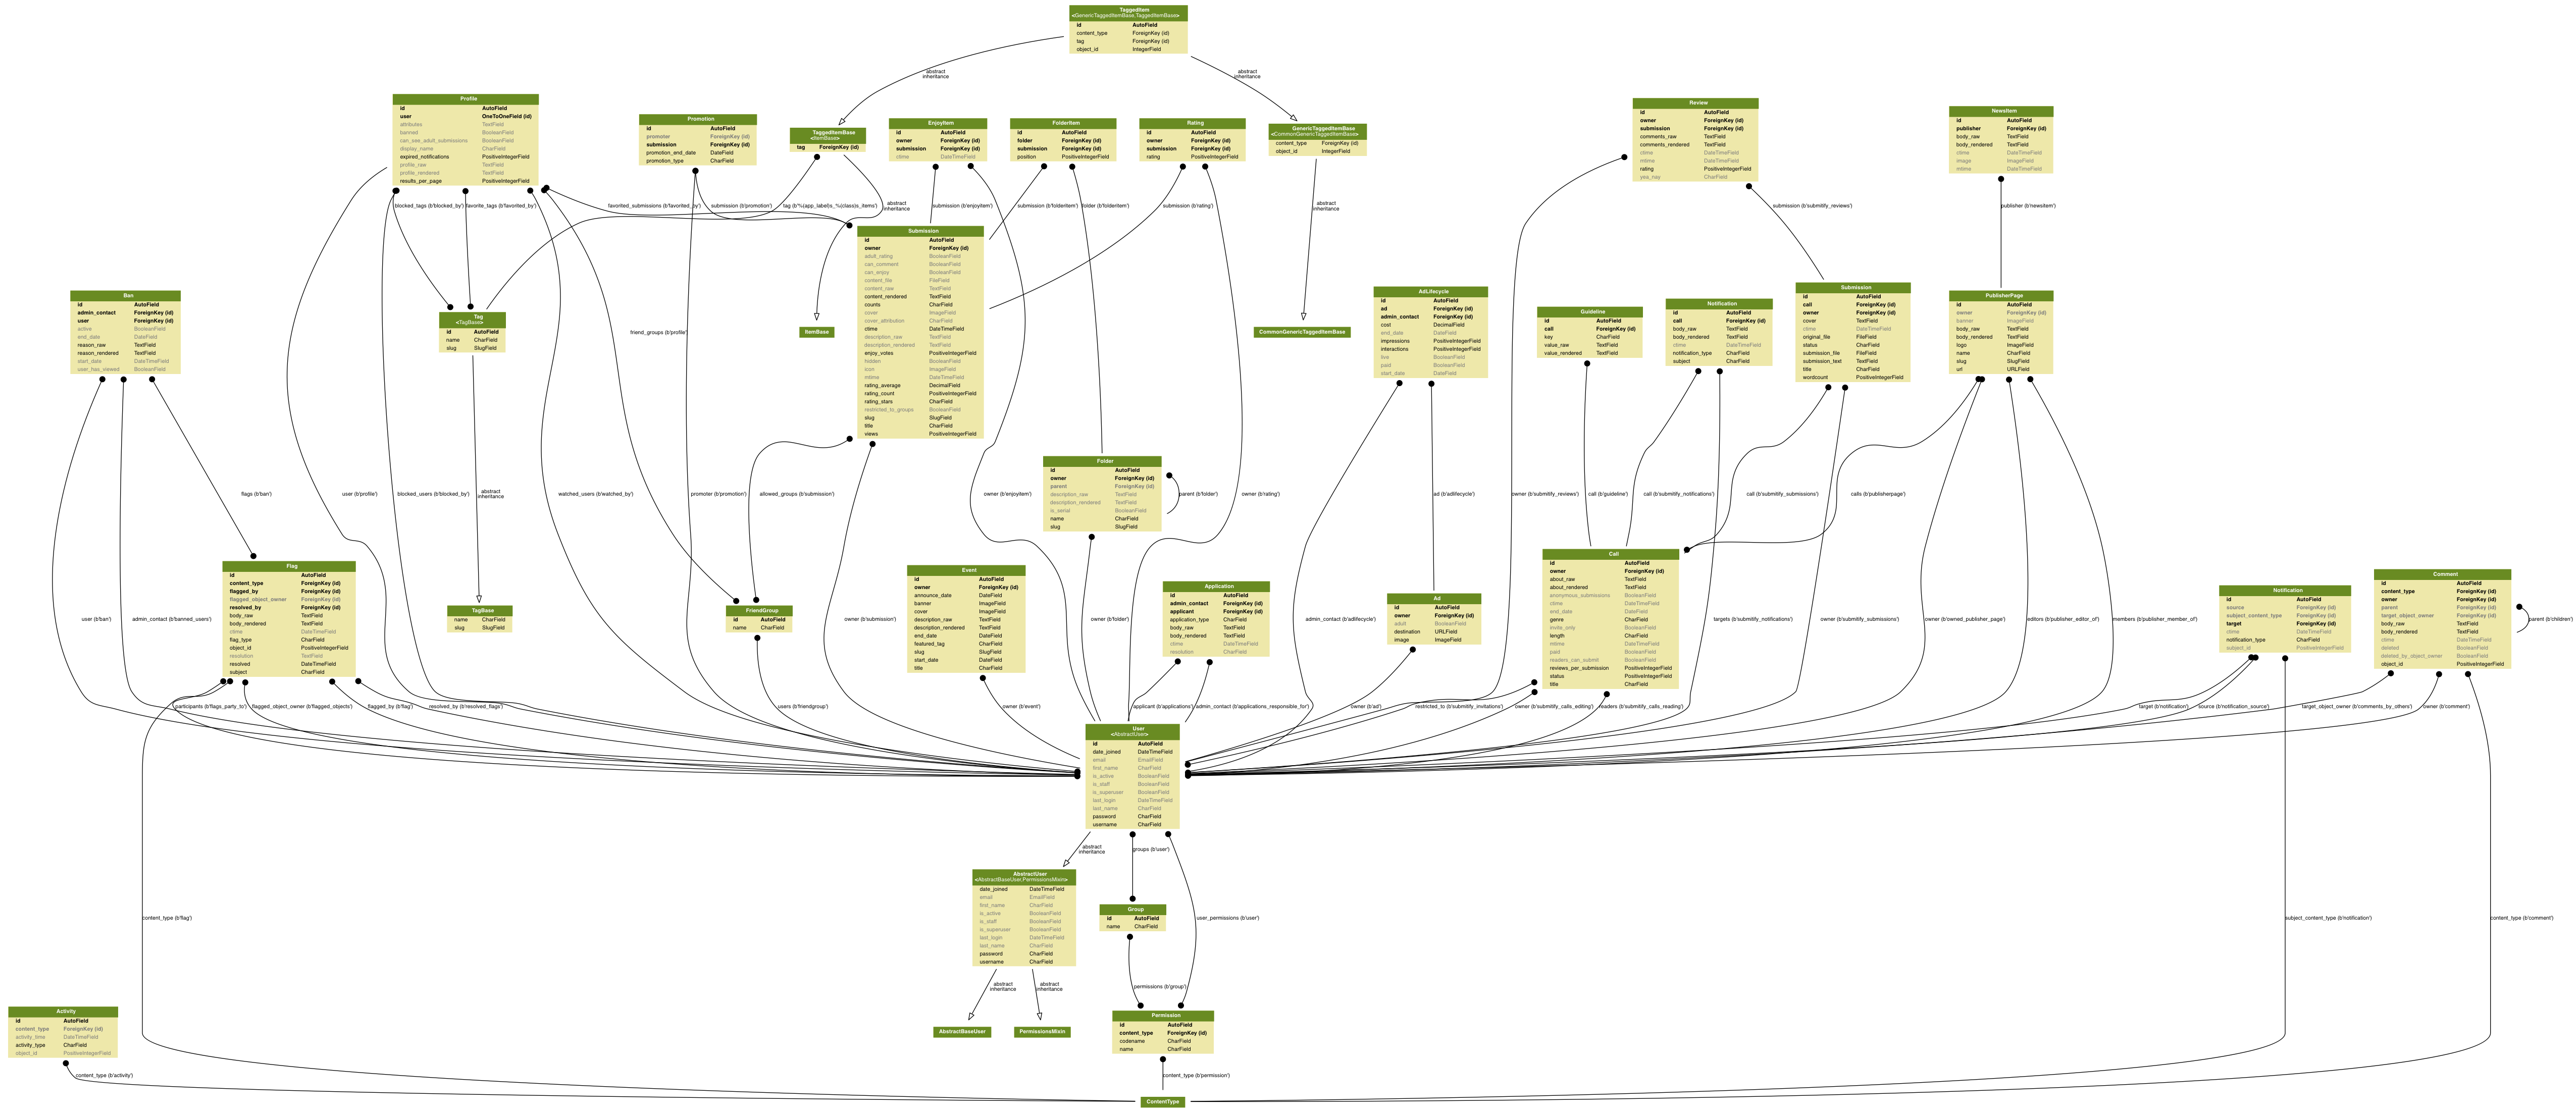 TaggedItem
<GenericTaggedItemBase,TaggedItemBase>
id AutoField
content_type ForeignKey (id)
tag ForeignKey (id)
object_id IntegerField
abstract
inheritance
abstract
inheritance
Profile
id AutoField
user OneToOneField (id)
attributes TextField
banned BooleanField
can_see_adult_submissions BooleanField
display_name CharField
expired_notifications PositiveIntegerField
profile_raw TextField
profile_rendered TextField
results_per_page PositiveIntegerField
Promotion
id AutoField
promoter ForeignKey (id)
submission ForeignKey (id)
promotion_end_date DateField
promotion_type CharField
TaggedItemBase
<ItemBase>
tag ForeignKey (id)
EnjoyItem
id AutoField
owner ForeignKey (id)
submission ForeignKey (id)
ctime DateTimeField
FolderItem
id AutoField
folder ForeignKey (id)
submission ForeignKey (id)
position PositiveIntegerField
Rating
id AutoField
owner ForeignKey (id)
submission ForeignKey (id)
rating PositiveIntegerField
GenericTaggedItemBase
<CommonGenericTaggedItemBase>
content_type ForeignKey (id)
object_id IntegerField
Review
id AutoField
owner ForeignKey (id)
submission ForeignKey (id)
comments_raw TextField
comments_rendered TextField
ctime DateTimeField
mtime DateTimeField
rating PositiveIntegerField
yea_nay CharField
NewsItem
id AutoField
publisher ForeignKey (id)
body_raw TextField
body_rendered TextField
ctime DateTimeField
image ImageField
mtime DateTimeField
blocked_tags (b'blocked_by')
favorite_tags (b'favorited_by')
favorited_submissions (b'favorited_by')
submission (b'promotion')
tag (b'%(app_label)s_%(class)s_items')
abstract
inheritance
submission (b'enjoyitem')
submission (b'folderitem')
folder (b'folderitem')
submission (b'rating')
abstract
inheritance
submission (b'submitify_reviews')
publisher (b'newsitem')
Submission
id AutoField
owner ForeignKey (id)
adult_rating BooleanField
can_comment BooleanField
can_enjoy BooleanField
content_file FileField
content_raw TextField
content_rendered TextField
counts CharField
cover ImageField
cover_attribution CharField
ctime DateTimeField
description_raw TextField
description_rendered TextField
enjoy_votes PositiveIntegerField
hidden BooleanField
icon ImageField
mtime DateTimeField
rating_average DecimalField
rating_count PositiveIntegerField
rating_stars CharField
restricted_to_groups BooleanField
slug SlugField
title CharField
views PositiveIntegerField
Ban
id AutoField
admin_contact ForeignKey (id)
user ForeignKey (id)
active BooleanField
end_date DateField
reason_raw TextField
reason_rendered TextField
start_date DateTimeField
user_has_viewed BooleanField
Tag
<TagBase>
id AutoField
name CharField
slug SlugField
friend_groups (b'profile')
ItemBase
CommonGenericTaggedItemBase
AdLifecycle
id AutoField
ad ForeignKey (id)
admin_contact ForeignKey (id)
cost DecimalField
end_date DateField
impressions PositiveIntegerField
interactions PositiveIntegerField
live BooleanField
paid BooleanField
start_date DateField
Guideline
id AutoField
call ForeignKey (id)
key CharField
value_raw TextField
value_rendered TextField
Notification
id AutoField
call ForeignKey (id)
body_raw TextField
body_rendered TextField
ctime DateTimeField
notification_type CharField
subject CharField
Submission
id AutoField
call ForeignKey (id)
owner ForeignKey (id)
cover TextField
ctime DateTimeField
original_file FileField
status CharField
submission_file FileField
submission_text TextField
title CharField
wordcount PositiveIntegerField
PublisherPage
id AutoField
owner ForeignKey (id)
banner ImageField
body_raw TextField
body_rendered TextField
logo ImageField
name CharField
slug SlugField
url URLField
flags (b'ban')
user (b'profile')
blocked_users (b'blocked_by')
abstract
inheritance
watched_users (b'watched_by')
promoter (b'promotion')
allowed_groups (b'submission')
owner (b'enjoyitem')
Folder
id AutoField
owner ForeignKey (id)
parent ForeignKey (id)
description_raw TextField
description_rendered TextField
is_serial BooleanField
name CharField
slug SlugField
parent (b'folder')
owner (b'rating')
ad (b'adlifecycle')
owner (b'submitify_reviews')
call (b'guideline')
call (b'submitify_notifications')
call (b'submitify_submissions')
calls (b'publisherpage')
Flag
id AutoField
content_type ForeignKey (id)
flagged_by ForeignKey (id)
flagged_object_owner ForeignKey (id)
resolved_by ForeignKey (id)
body_raw TextField
body_rendered TextField
ctime DateTimeField
flag_type CharField
object_id PositiveIntegerField
resolution TextField
resolved DateTimeField
subject CharField
TagBase
name CharField
slug SlugField
FriendGroup
id AutoField
name CharField
Event
id AutoField
owner ForeignKey (id)
announce_date DateField
banner ImageField
cover ImageField
description_raw TextField
description_rendered TextField
end_date DateField
featured_tag CharField
slug SlugField
start_date DateField
title CharField
Application
id AutoField
admin_contact ForeignKey (id)
applicant ForeignKey (id)
application_type CharField
body_raw TextField
body_rendered TextField
ctime DateTimeField
resolution CharField
Ad
id AutoField
owner ForeignKey (id)
adult BooleanField
destination URLField
image ImageField
Call
id AutoField
owner ForeignKey (id)
about_raw TextField
about_rendered TextField
anonymous_submissions BooleanField
ctime DateTimeField
end_date DateField
genre CharField
invite_only BooleanField
length CharField
mtime DateTimeField
paid BooleanField
readers_can_submit BooleanField
reviews_per_submission PositiveIntegerField
status PositiveIntegerField
title CharField
Notification
id AutoField
source ForeignKey (id)
subject_content_type ForeignKey (id)
target ForeignKey (id)
ctime DateTimeField
notification_type CharField
subject_id PositiveIntegerField
Comment
id AutoField
content_type ForeignKey (id)
owner ForeignKey (id)
parent ForeignKey (id)
target_object_owner ForeignKey (id)
body_raw TextField
body_rendered TextField
ctime DateTimeField
deleted BooleanField
deleted_by_object_owner BooleanField
object_id PositiveIntegerField
parent (b'children')
user (b'ban')
admin_contact (b'banned_users')
owner (b'submission')
owner (b'folder')
admin_contact (b'adlifecycle')
targets (b'submitify_notifications')
owner (b'submitify_submissions')
owner (b'owned_publisher_page')
editors (b'publisher_editor_of')
members (b'publisher_member_of')
participants (b'flags_party_to')
flagged_object_owner (b'flagged_objects')
flagged_by (b'flag')
resolved_by (b'resolved_flags')
users (b'friendgroup')
owner (b'event')
applicant (b'applications')
admin_contact (b'applications_responsible_for')
owner (b'ad')
restricted_to (b'submitify_invitations')
owner (b'submitify_calls_editing')
readers (b'submitify_calls_reading')
target (b'notification')
source (b'notification_source')
target_object_owner (b'comments_by_others')
owner (b'comment')
User
<AbstractUser>
id AutoField
date_joined DateTimeField
email EmailField
first_name CharField
is_active BooleanField
is_staff BooleanField
is_superuser BooleanField
last_login DateTimeField
last_name CharField
password CharField
username CharField
abstract
inheritance
groups (b'user')
AbstractUser
<AbstractBaseUser,PermissionsMixin>
date_joined DateTimeField
email EmailField
first_name CharField
is_active BooleanField
is_staff BooleanField
is_superuser BooleanField
last_login DateTimeField
last_name CharField
password CharField
username CharField
Group
id AutoField
name CharField
content_type (b'flag')
user_permissions (b'user')
subject_content_type (b'notification')
content_type (b'comment')
abstract
inheritance
abstract
inheritance
permissions (b'group')
Activity
id AutoField
content_type ForeignKey (id)
activity_time DateTimeField
activity_type CharField
object_id PositiveIntegerField
AbstractBaseUser
PermissionsMixin
Permission
id AutoField
content_type ForeignKey (id)
codename CharField
name CharField
content_type (b'activity')
content_type (b'permission')
ContentType